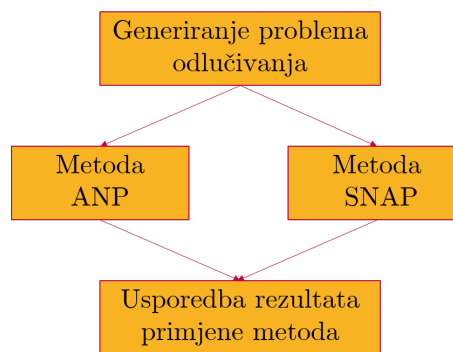 Generiranje problema
odlučivanja
Metoda
ANP
Metoda
SNAP
Usporedba rezultata
primjene metoda